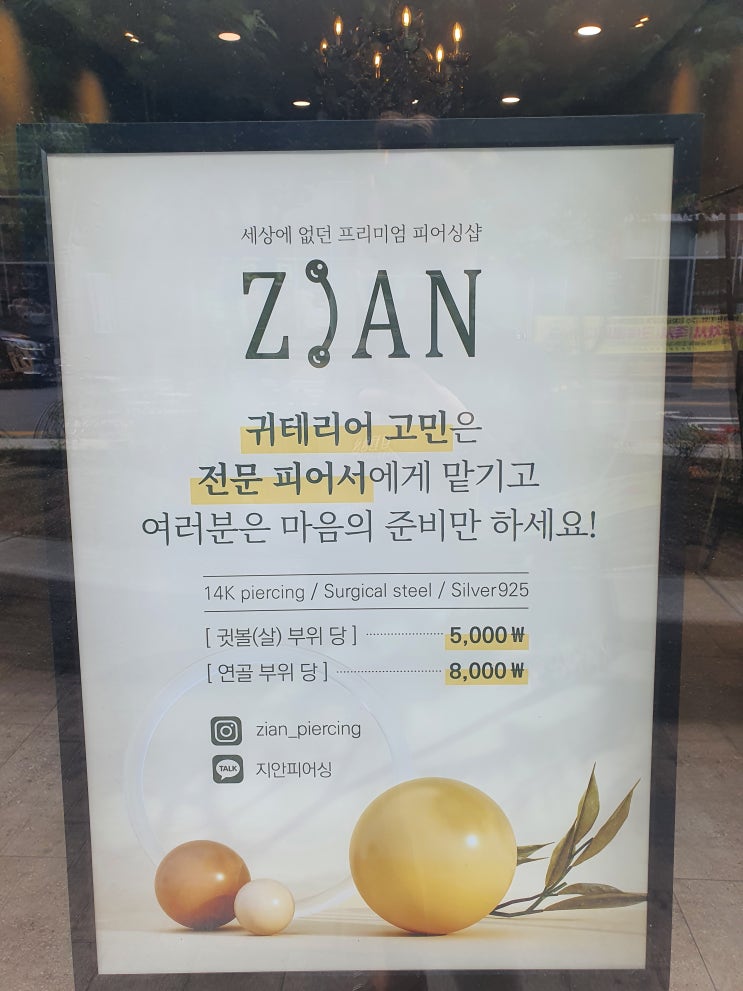 세상에 없던 프리미엄 피어싱샵
ZIAN
귀테리어 고민은
전문 피어서에게 맡기고
여러분은 마음의 준비만 하세요!
14K piercing / Surgical steel / Silver925
[ 귓볼(살) 부위 당 ] 5,000₩
[ 연골 부위 당 ] 8,000₩
zian_piercing
TALK 지안피어싱